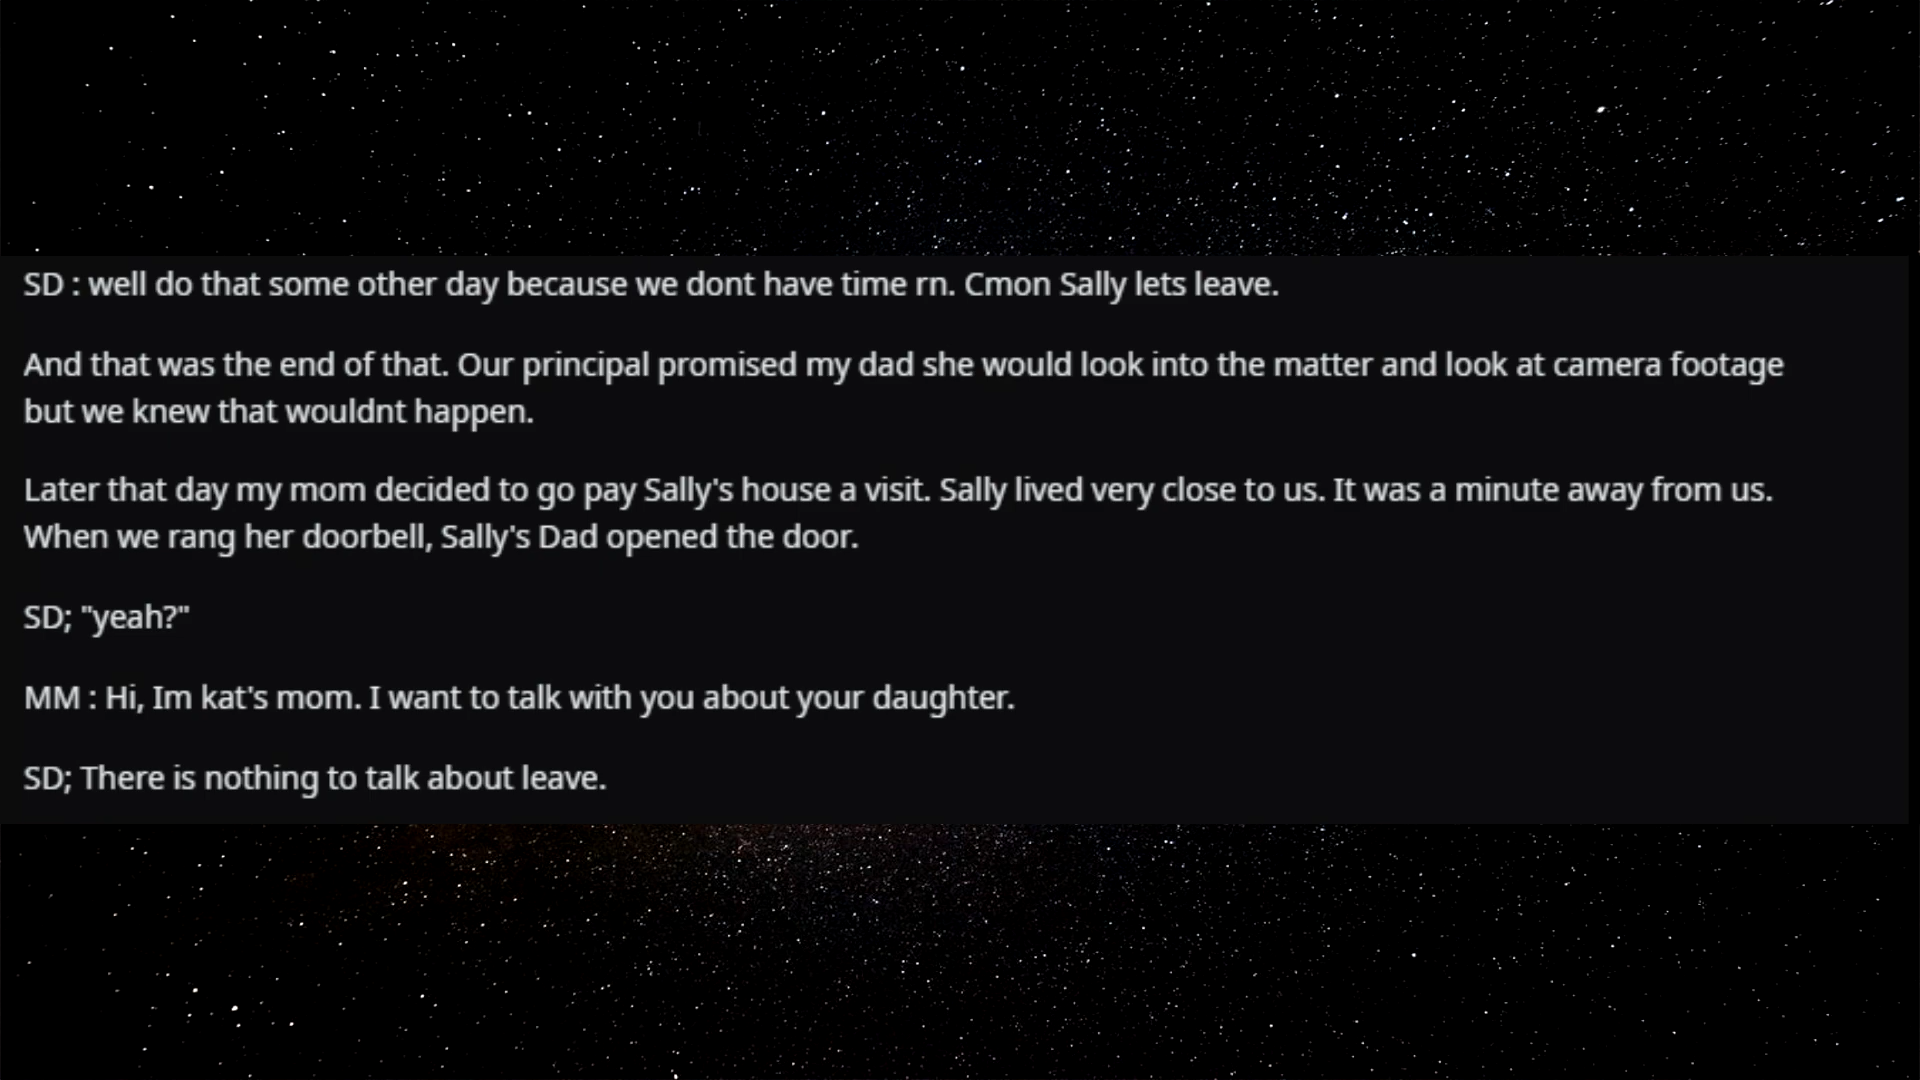 SD : well do that some other day because we dont have time rn. Cmon Sally lets leave.
And that was the end of that. Our principal promised my dad she would look into the matter and look at camera footage
but we knew that wouldnt happen.
Later that day my mom decided to go pay Sally's house a visit. Sally lived very close to us. It was a minute away from us.
When we rang her doorbell, Sally's Dad opened the door.
SD; "yeah?"
MM : Hi, Im kat's mom. I want to talk with you about your daughter.
SD; There is nothing to talk about leave.